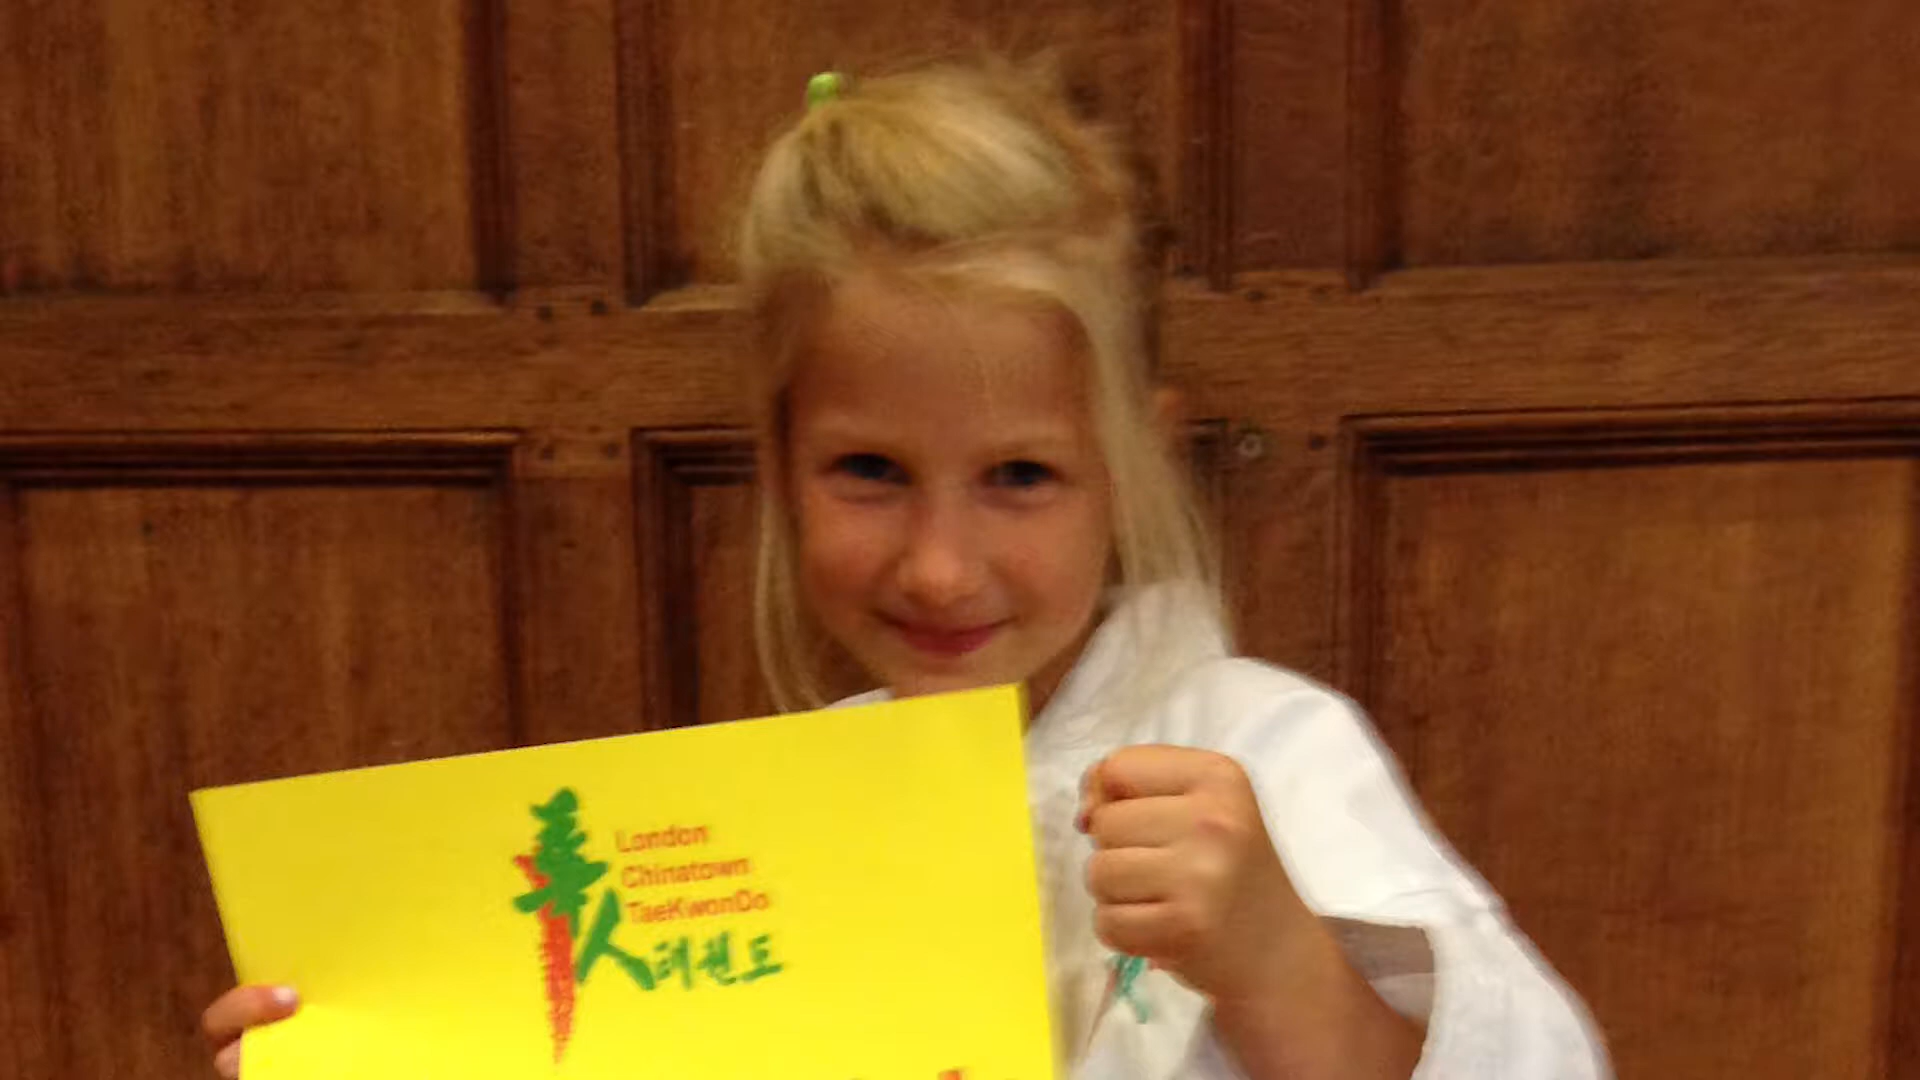 London
Chinatown
TaeKwonDo
華人 태권도